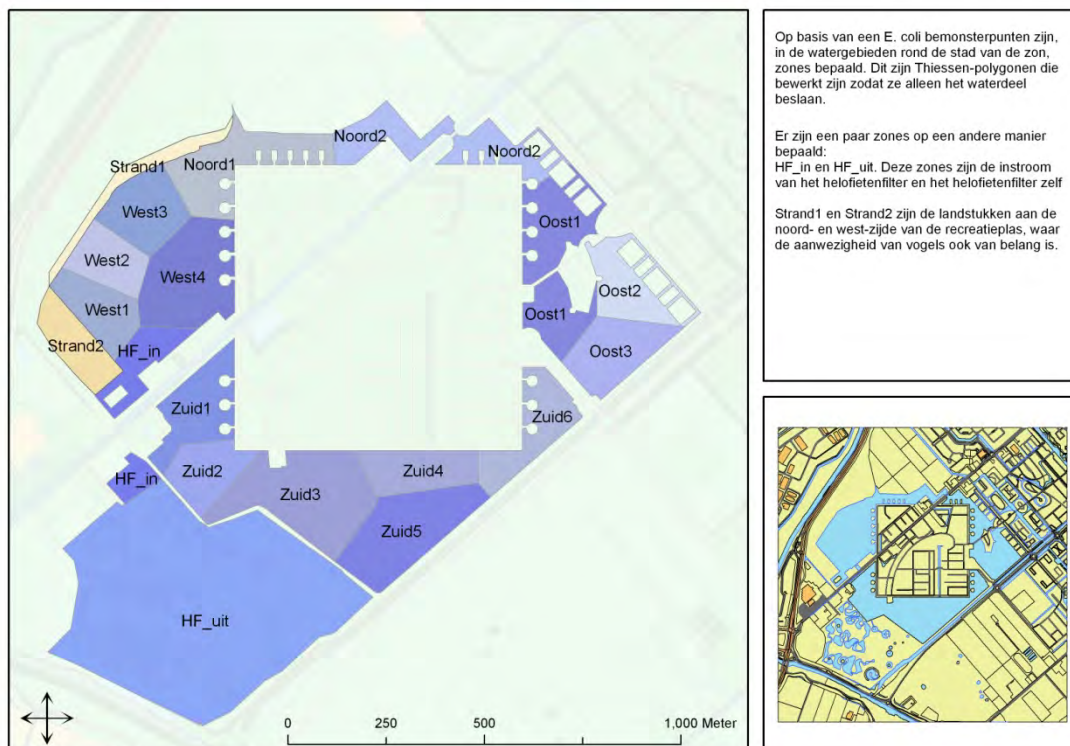 Op basis van een E. coli bemonsterpunten zijn,
in de watergebieden rond de stad van de zon,
zones bepaald. Dit zijn Thiessen-polygonen die
bewerkt zijn zodat ze alleen het waterdeel
beslaan.
Er zijn een paar zones op een andere manier
bepaald:
HF_in en HF_uit. Deze zones zijn de instroom
van het helofietenfilter en het helofietenfilter zelf
Strand1 en Strand2 zijn de landstukken aan de
noord- en west-zijde van de recreatieplas, waar
de aanwezigheid van vogels ook van belang is.
Noord2
Noord2
Noord1
Strand1
West3
Oost1
West2
West4
Oost2
West1
Oost1
Strand2
HF_in
Oost3
Zuid1
Zuid6
Zuid2
Zuid4
HF_in
Zuid3
Zuid5
HF_uit
0 250 500 1,000 Meter